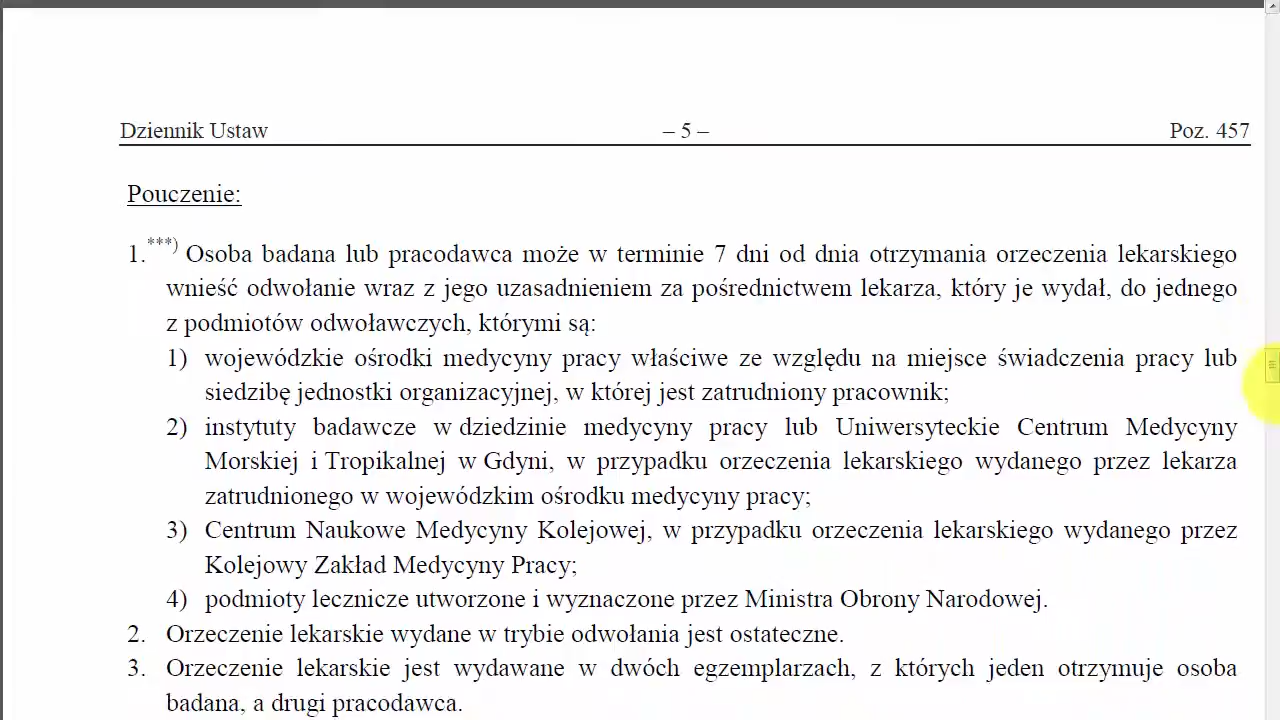 Dziennik Ustaw – 5 – Poz. 457
Pouczenie:
1.***) Osoba badana lub pracodawca może w terminie 7 dni od dnia otrzymania orzeczenia lekarskiego
wnieść odwołanie wraz z jego uzasadnieniem za pośrednictwem lekarza, który je wydał, do jednego
z podmiotów odwoławczych, którymi są:
1) wojewódzkie ośrodki medycyny pracy właściwe ze względu na miejsce świadczenia pracy lub
siedzibę jednostki organizacyjnej, w której jest zatrudniony pracownik;
2) instytuty badawcze w dziedzinie medycyny pracy lub Uniwersyteckie Centrum Medycyny
Morskiej i Tropikalnej w Gdyni, w przypadku orzeczenia lekarskiego wydanego przez lekarza
zatrudnionego w wojewódzkim ośrodku medycyny pracy;
3) Centrum Naukowe Medycyny Kolejowej, w przypadku orzeczenia lekarskiego wydanego przez
Kolejowy Zakład Medycyny Pracy;
4) podmioty lecznicze utworzone i wyznaczone przez Ministra Obrony Narodowej.
2. Orzeczenie lekarskie wydane w trybie odwołania jest ostateczne.
3. Orzeczenie lekarskie jest wydawane w dwóch egzemplarzach, z których jeden otrzymuje osoba
badana, a drugi pracodawca.